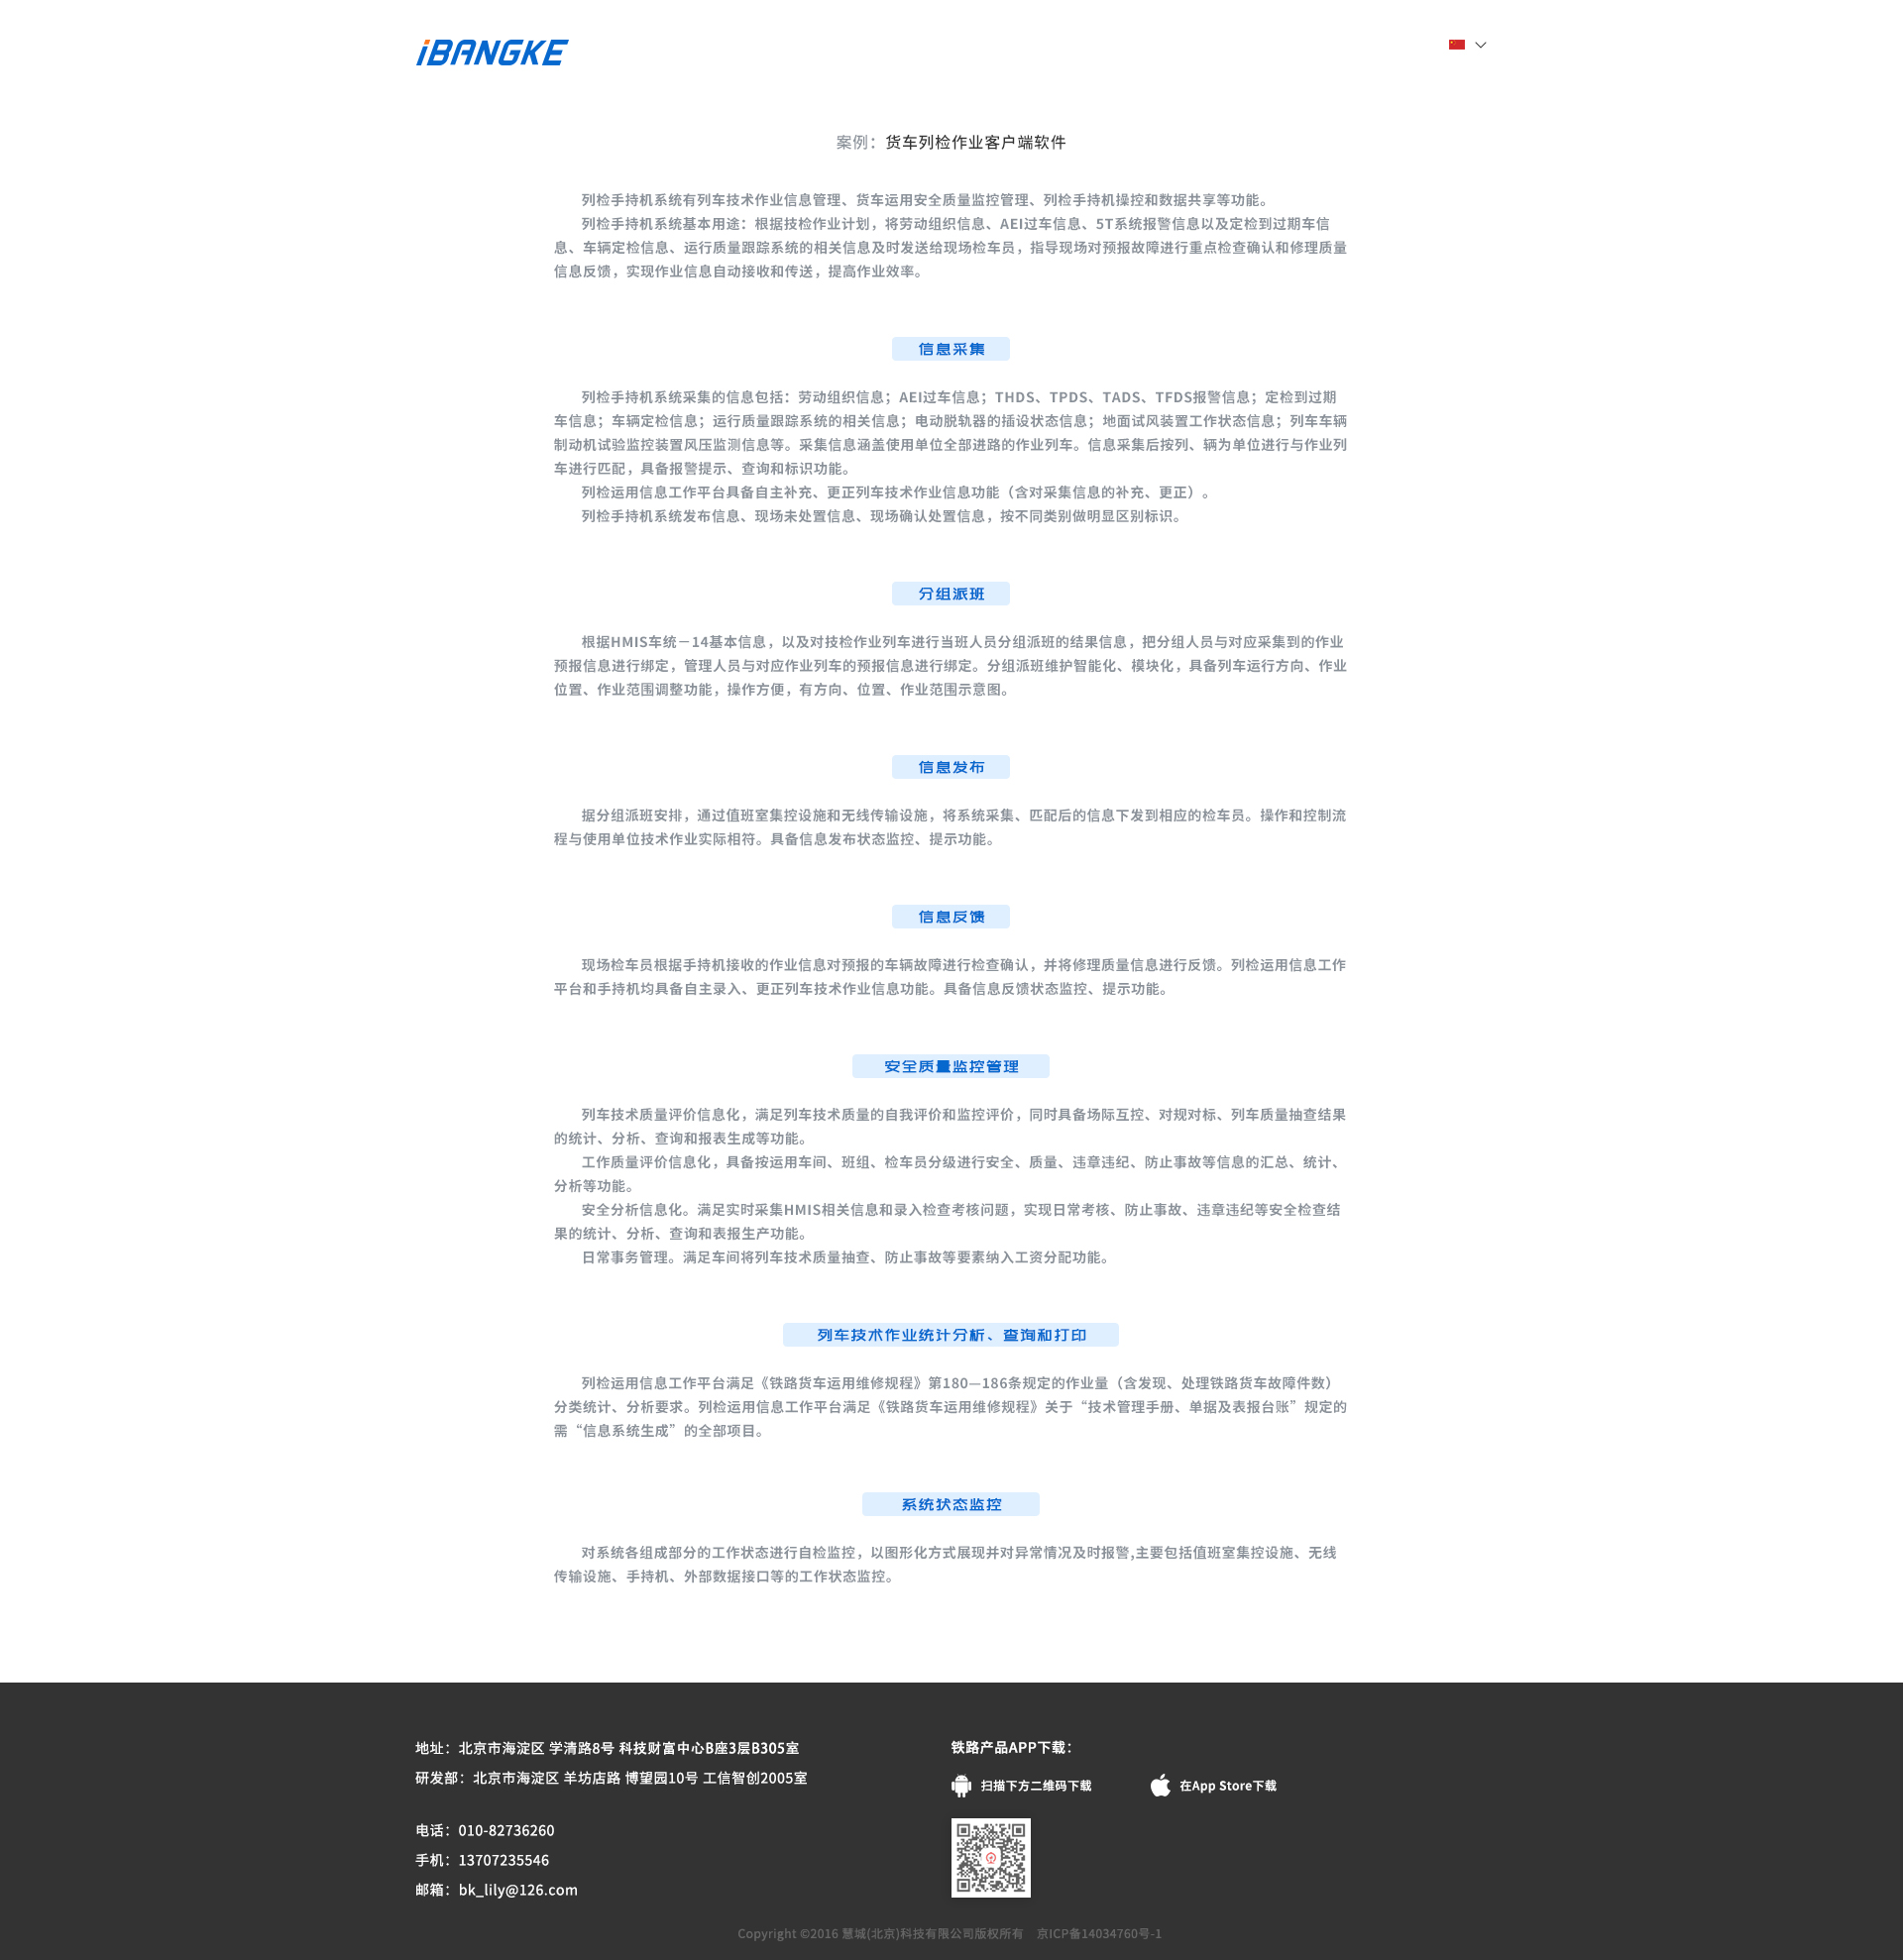 iBANGKE
案例：货车列检作业客户端软件
列检手持机系统有列车技术作业信息管理、货车运用安全质量监控管理、列检手持机操控和数据共享等功能。
列检手持机系统基本用途：根据技检作业计划，将劳动组织信息、AEI过车信息、5T系统报警信息以及定检到过期车信
息、车辆定检信息、运行质量跟踪系统的相关信息及时发送给现场检车员，指导现场对预报故障进行重点检查确认和修理质量
信息反馈，实现作业信息自动接收和传送，提高作业效率。
信息采集
列检手持机系统采集的信息包括：劳动组织信息；AEI过车信息；THDS、TPDS、TADS、TFDS报警信息；定检到过期
车信息；车辆定检信息；运行质量跟踪系统的相关信息；电动脱轨器的插设状态信息；地面试风装置工作状态信息；列车车辆
制动机试验监控装置风压监测信息等。采集信息涵盖使用单位全部进路的作业列车。信息采集后按列、辆为单位进行与作业列
车进行匹配，具备报警提示、查询和标识功能。
列检运用信息工作平台具备自主补充、更正列车技术作业信息功能（含对采集信息的补充、更正）。
列检手持机系统发布信息、现场未处置信息、现场确认处置信息，按不同类别做明显区别标识。
分组派班
根据HMIS车统－14基本信息，以及对技检作业列车进行当班人员分组派班的结果信息，把分组人员与对应采集到的作业
预报信息进行绑定，管理人员与对应作业列车的预报信息进行绑定。分组派班维护智能化、模块化，具备列车运行方向、作业
位置、作业范围调整功能，操作方便，有方向、位置、作业范围示意图。
信息发布
据分组派班安排，通过值班室集控设施和无线传输设施，将系统采集、匹配后的信息下发到相应的检车员。操作和控制流
程与使用单位技术作业实际相符。具备信息发布状态监控、提示功能。
信息反馈
现场检车员根据手持机接收的作业信息对预报的车辆故障进行检查确认，并将修理质量信息进行反馈。列检运用信息工作
平台和手持机均具备自主录入、更正列车技术作业信息功能。具备信息反馈状态监控、提示功能。
安全质量监控管理
列车技术质量评价信息化，满足列车技术质量的自我评价和监控评价，同时具备场际互控、对规对标、列车质量抽查结果
的统计、分析、查询和报表生成等功能。
工作质量评价信息化，具备按运用车间、班组、检车员分级进行安全、质量、违章违纪、防止事故等信息的汇总、统计、
分析等功能。
安全分析信息化。满足实时采集HMIS相关信息和录入检查考核问题，实现日常考核、防止事故、违章违纪等安全检查结
果的统计、分析、查询和表报生产功能。
日常事务管理。满足车间将列车技术质量抽查、防止事故等要素纳入工资分配功能。
列车技术作业统计分析、查询和打印
列检运用信息工作平台满足《铁路货车运用维修规程》第180—186条规定的作业量（含发现、处理铁路货车故障件数）
分类统计、分析要求。列检运用信息工作平台满足《铁路货车运用维修规程》关于“技术管理手册、单据及表报台账”规定的
需“信息系统生成”的全部项目。
系统状态监控
对系统各组成部分的工作状态进行自检监控，以图形化方式展现并对异常情况及时报警,主要包括值班室集控设施、无线
传输设施、手持机、外部数据接口等的工作状态监控。
地址：北京市海淀区 学清路8号 科技财富中心B座3层B305室
研发部：北京市海淀区 羊坊店路 博望园10号 工信智创2005室
电话：010-82736260
手机：13707235546
邮箱：bk_lily@126.com
铁路产品APP下载：
扫描下方二维码下载
在App Store下载
Copyright ©2016 慧城(北京)科技有限公司版权所有 京ICP备14034760号-1